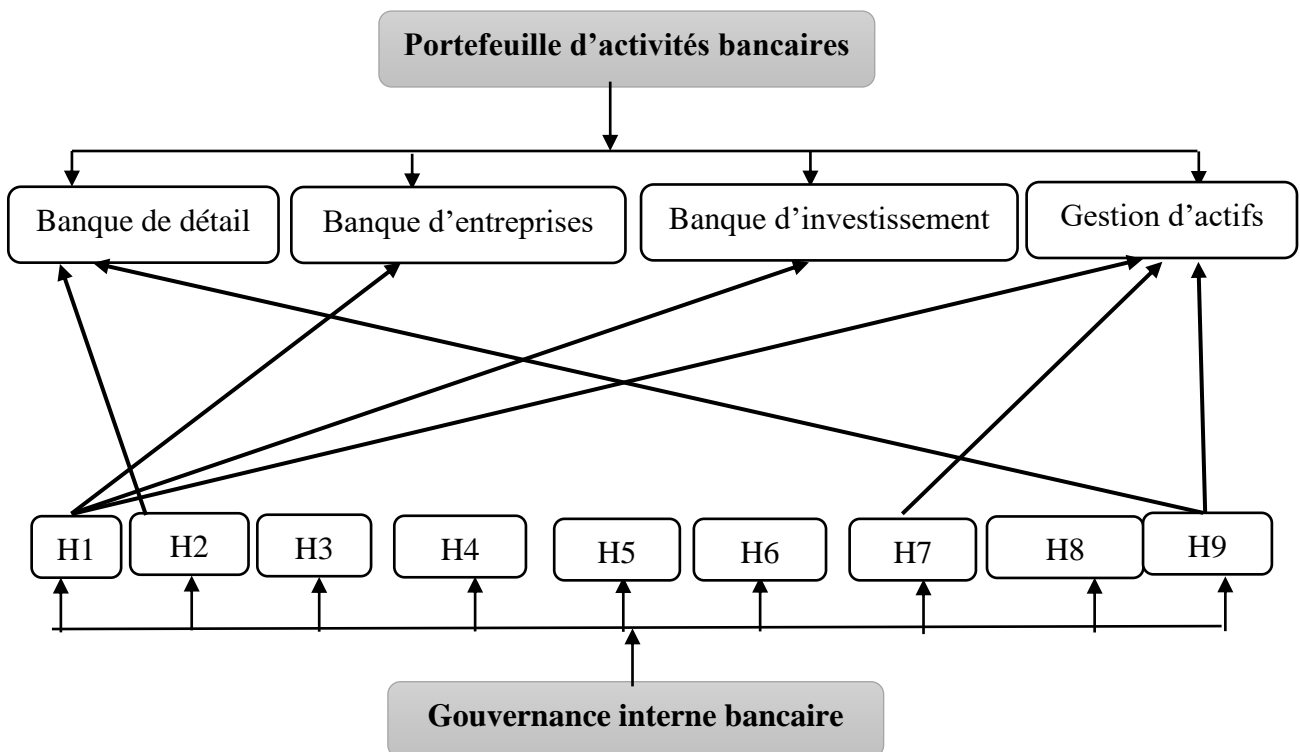 Portefeuille d’activités bancaires
Banque de détail
Banque d’entreprises
Banque d’investissement
Gestion d’actifs
H1
H2
H3
H4
H5
H6
H7
H8
H9
Gouvernance interne bancaire